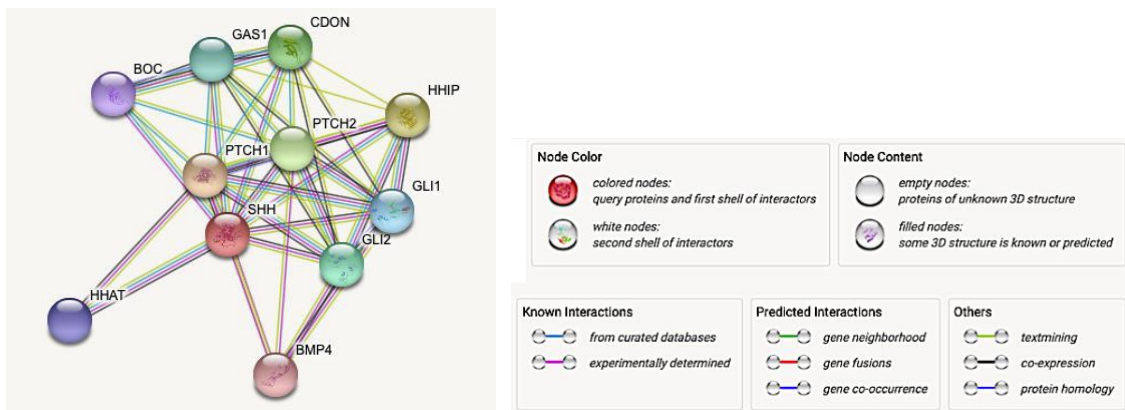 CDON
GAS1
BOC
HHIP
PTCH2
PTCH1
GLI1
SHH
GLI2
HHAT
BMP4
Node Color
colored nodes:
query proteins and first shell of interactors
white nodes:
second shell of interactors
Node Content
empty nodes:
proteins of unknown 3D structure
filled nodes:
some 3D structure is known or predicted
Known Interactions
from curated databases
experimentally determined
Predicted Interactions
gene neighborhood
gene fusions
gene co-occurrence
Others
textmining
co-expression
protein homology